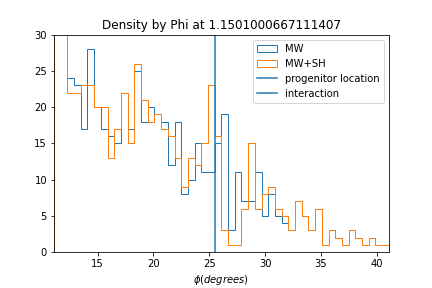 Density by Phi at 1.1501000667111407
30
25
20
15
10
5
0
MW
MW+SH
progenitor location
interaction
15 20 25 30 35 40
ϕ(degrees)